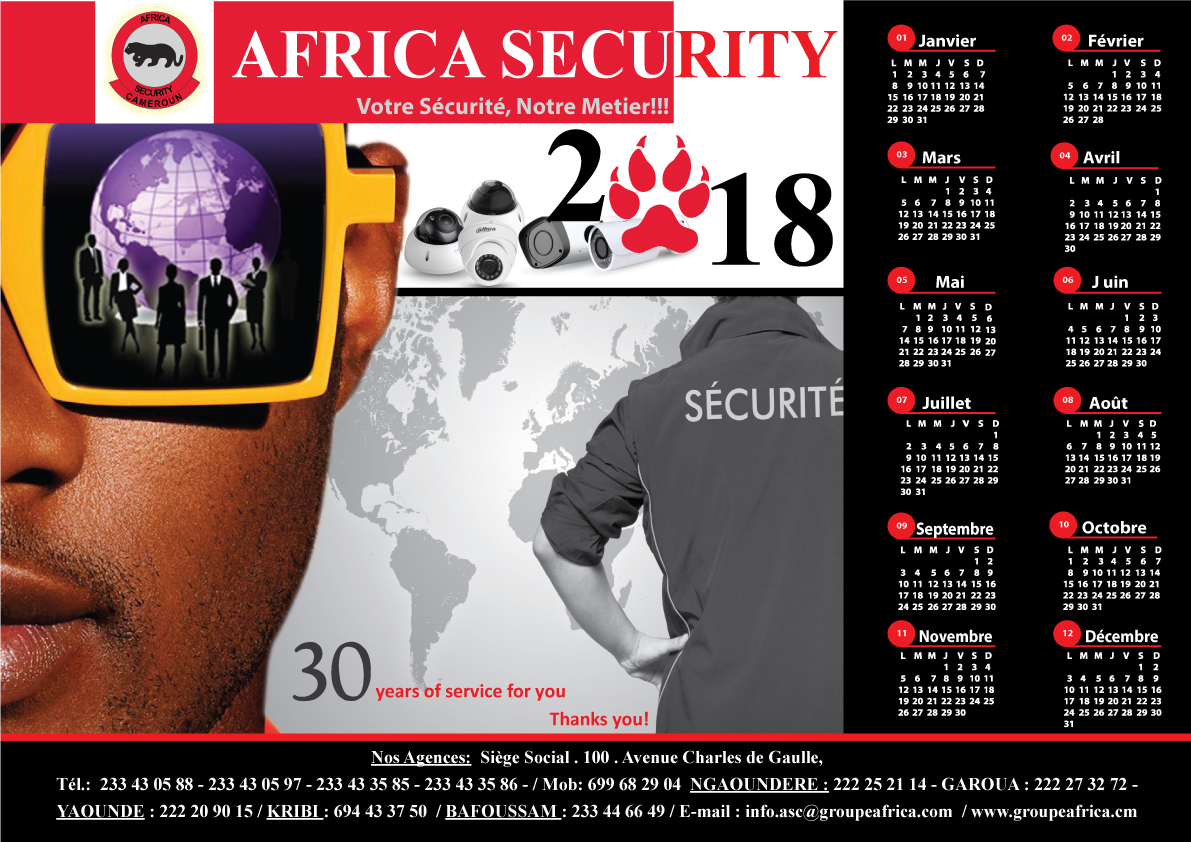 AFRICA
SECURITY
CAMEROUN
AFRICA SECURITY
Votre Sécurité, Notre Metier!!!
2018
alhua
SÉCURITÉ
30 years of service for you
Thanks you!
01 Janvier
L M M J V S D
1 2 3 4 5 6 7
8 9 10 11 12 13 14
15 16 17 18 19 20 21
22 23 24 25 26 27 28
29 30 31
02 Février
L M M J V S D
1 2 3 4
5 6 7 8 9 10 11
12 13 14 15 16 17 18
19 20 21 22 23 24 25
26 27 28
03 Mars
L M M J V S D
1 2 3 4
5 6 7 8 9 10 11
12 13 14 15 16 17 18
19 20 21 22 23 24 25
26 27 28 29 30 31
04 Avril
L M M J V S D
1
2 3 4 5 6 7 8
9 10 11 12 13 14 15
16 17 18 19 20 21 22
23 24 25 26 27 28 29
30
05 Mai
L M M J V S D
1 2 3 4 5 6
7 8 9 10 11 12 13
14 15 16 17 18 19 20
21 22 23 24 25 26 27
28 29 30 31
06 J uin
L M M J V S D
1 2 3
4 5 6 7 8 9 10
11 12 13 14 15 16 17
18 19 20 21 22 23 24
25 26 27 28 29 30
07 Juillet
L M M J V S D
1
2 3 4 5 6 7 8
9 10 11 12 13 14 15
16 17 18 19 20 21 22
23 24 25 26 27 28 29
30 31
08 Août
L M M J V S D
1 2 3 4 5
6 7 8 9 10 11 12
13 14 15 16 17 18 19
20 21 22 23 24 25 26
27 28 29 30 31
09 Septembre
L M M J V S D
1 2
3 4 5 6 7 8 9
10 11 12 13 14 15 16
17 18 19 20 21 22 23
24 25 26 27 28 29 30
10 Octobre
L M M J V S D
1 2 3 4 5 6 7
8 9 10 11 12 13 14
15 16 17 18 19 20 21
22 23 24 25 26 27 28
29 30 31
11 Novembre
L M M J V S D
1 2 3 4
5 6 7 8 9 10 11
12 13 14 15 16 17 18
19 20 21 22 23 24 25
26 27 28 29 30
12 Décembre
L M M J V S D
1 2
3 4 5 6 7 8 9
10 11 12 13 14 15 16
17 18 19 20 21 22 23
24 25 26 27 28 29 30
31
Nos Agences: Siège Social . 100 . Avenue Charles de Gaulle,
Tél.: 233 43 05 88 - 233 43 05 97 - 233 43 35 85 - 233 43 35 86 - / Mob: 699 68 29 04 NGAOUNDERE : 222 25 21 14 - GAROUA : 222 27 32 72 -
YAOUNDE : 222 20 90 15 / KRIBI : 694 43 37 50 / BAFOUSSAM : 233 44 66 49 / E-mail : info.asc@groupeafrica.com / www.groupeafrica.cm